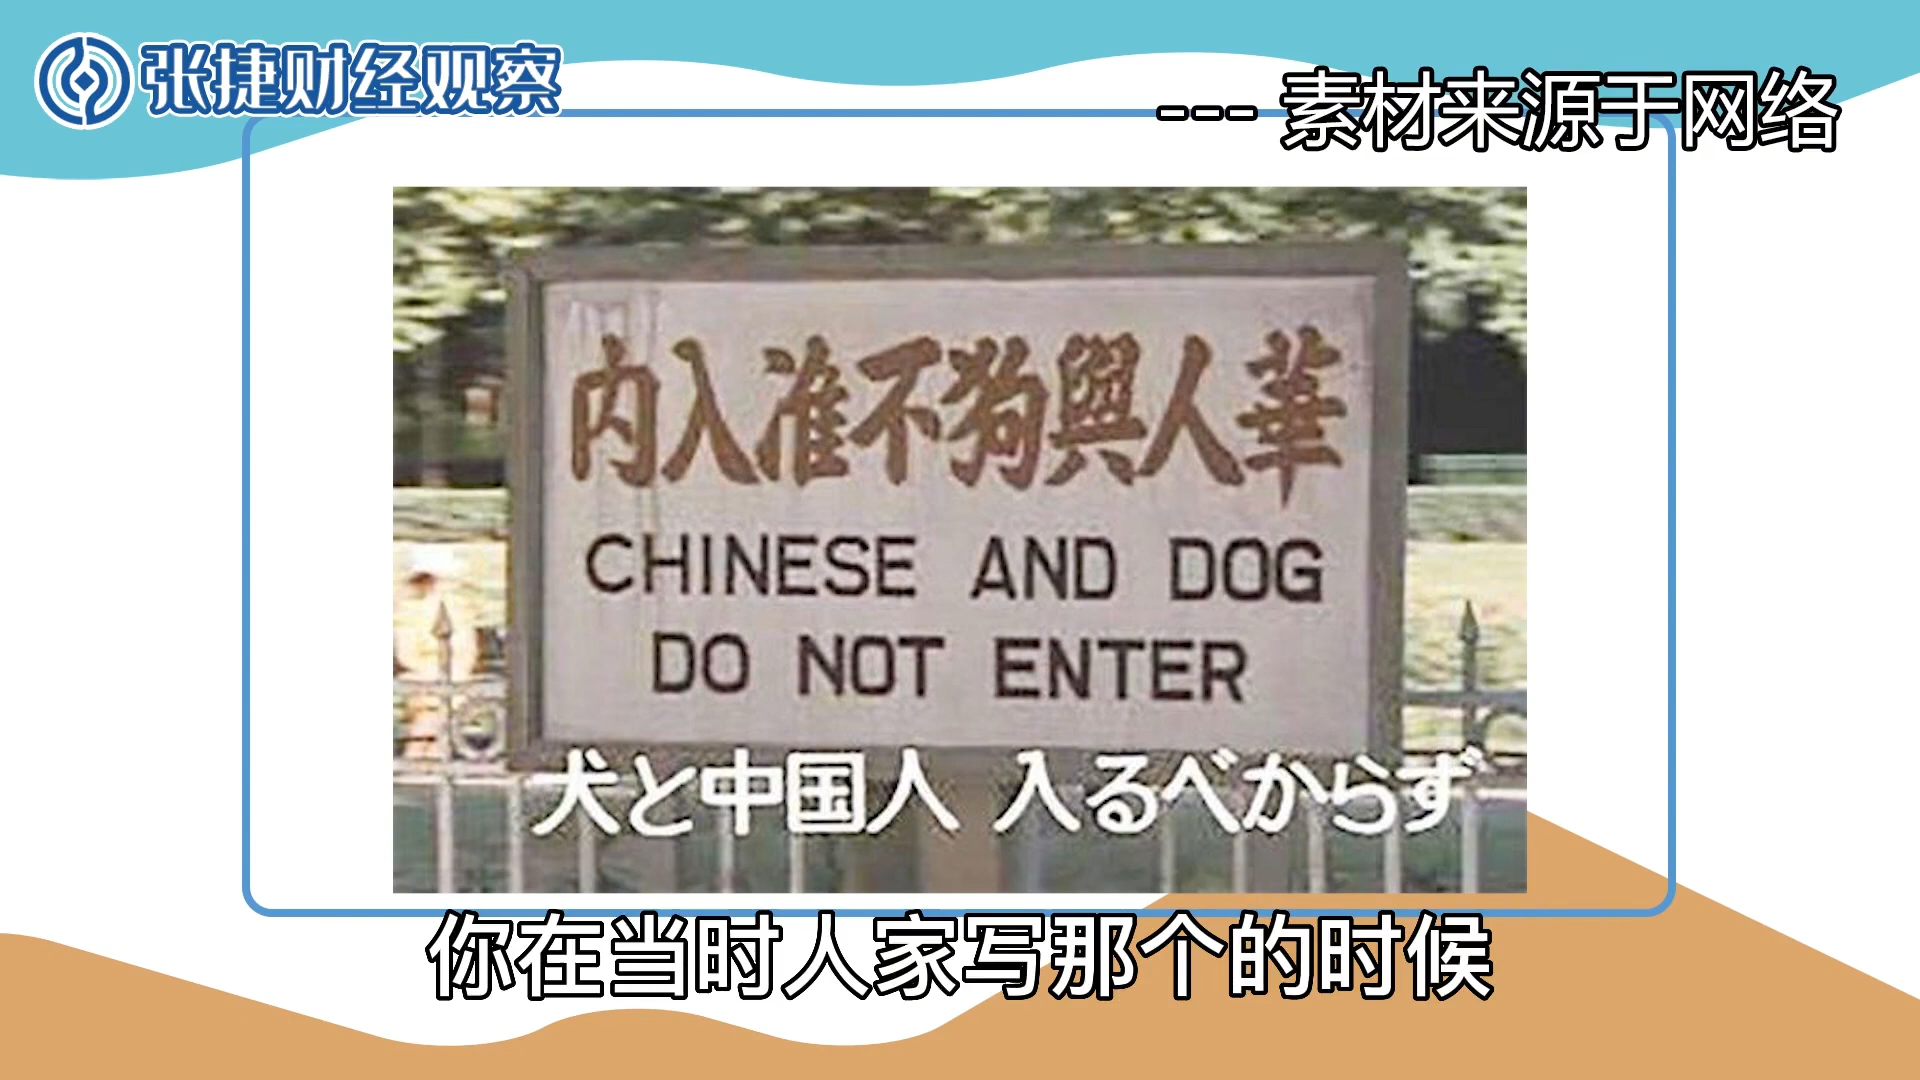 张捷财经观察
--- 素材来源于网络
華人與狗不准入内
CHINESE AND DOG
DO NOT ENTER
犬と中国人 入るべからず
你在当时人家写那个的时候